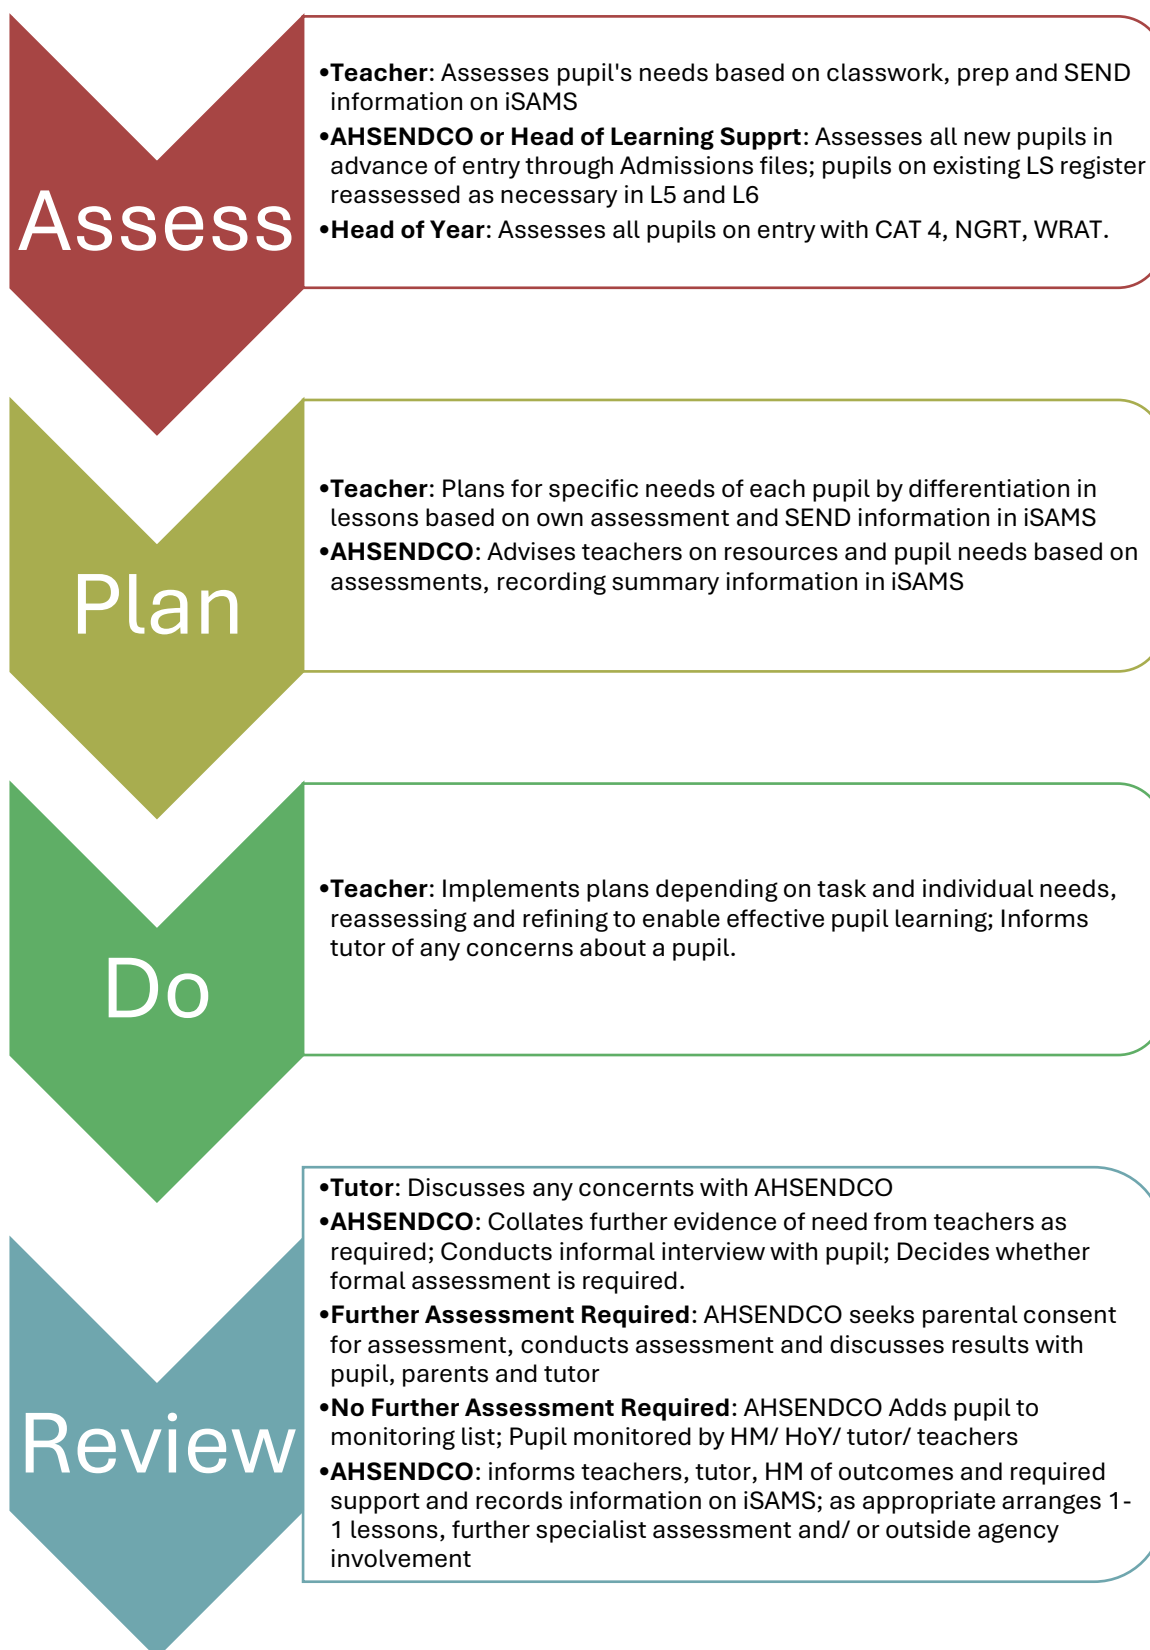 Assess
•Teacher: Assesses pupil's needs based on classwork, prep and SEND
information on iSAMS
•AHSENDCO or Head of Learning Supprt: Assesses all new pupils in
advance of entry through Admissions files; pupils on existing LS register
reassessed as necessary in L5 and L6
•Head of Year: Assesses all pupils on entry with CAT 4, NGRT, WRAT.
Plan
•Teacher: Plans for specific needs of each pupil by differentiation in
lessons based on own assessment and SEND information in iSAMS
•AHSENDCO: Advises teachers on resources and pupil needs based on
assessments, recording summary information in iSAMS
Do
•Teacher: Implements plans depending on task and individual needs,
reassessing and refining to enable effective pupil learning; Informs
tutor of any concerns about a pupil.
Review
•Tutor: Discusses any concernts with AHSENDCO
•AHSENDCO: Collates further evidence of need from teachers as
required; Conducts informal interview with pupil; Decides whether
formal assessment is required.
•Further Assessment Required: AHSENDCO seeks parental consent
for assessment, conducts assessment and discusses results with
pupil, parents and tutor
•No Further Assessment Required: AHSENDCO Adds pupil to
monitoring list; Pupil monitored by HM/ HoY/ tutor/ teachers
•AHSENDCO: informs teachers, tutor, HM of outcomes and required
support and records information on iSAMS; as appropriate arranges 1-
1 lessons, further specialist assessment and/ or outside agency
involvement